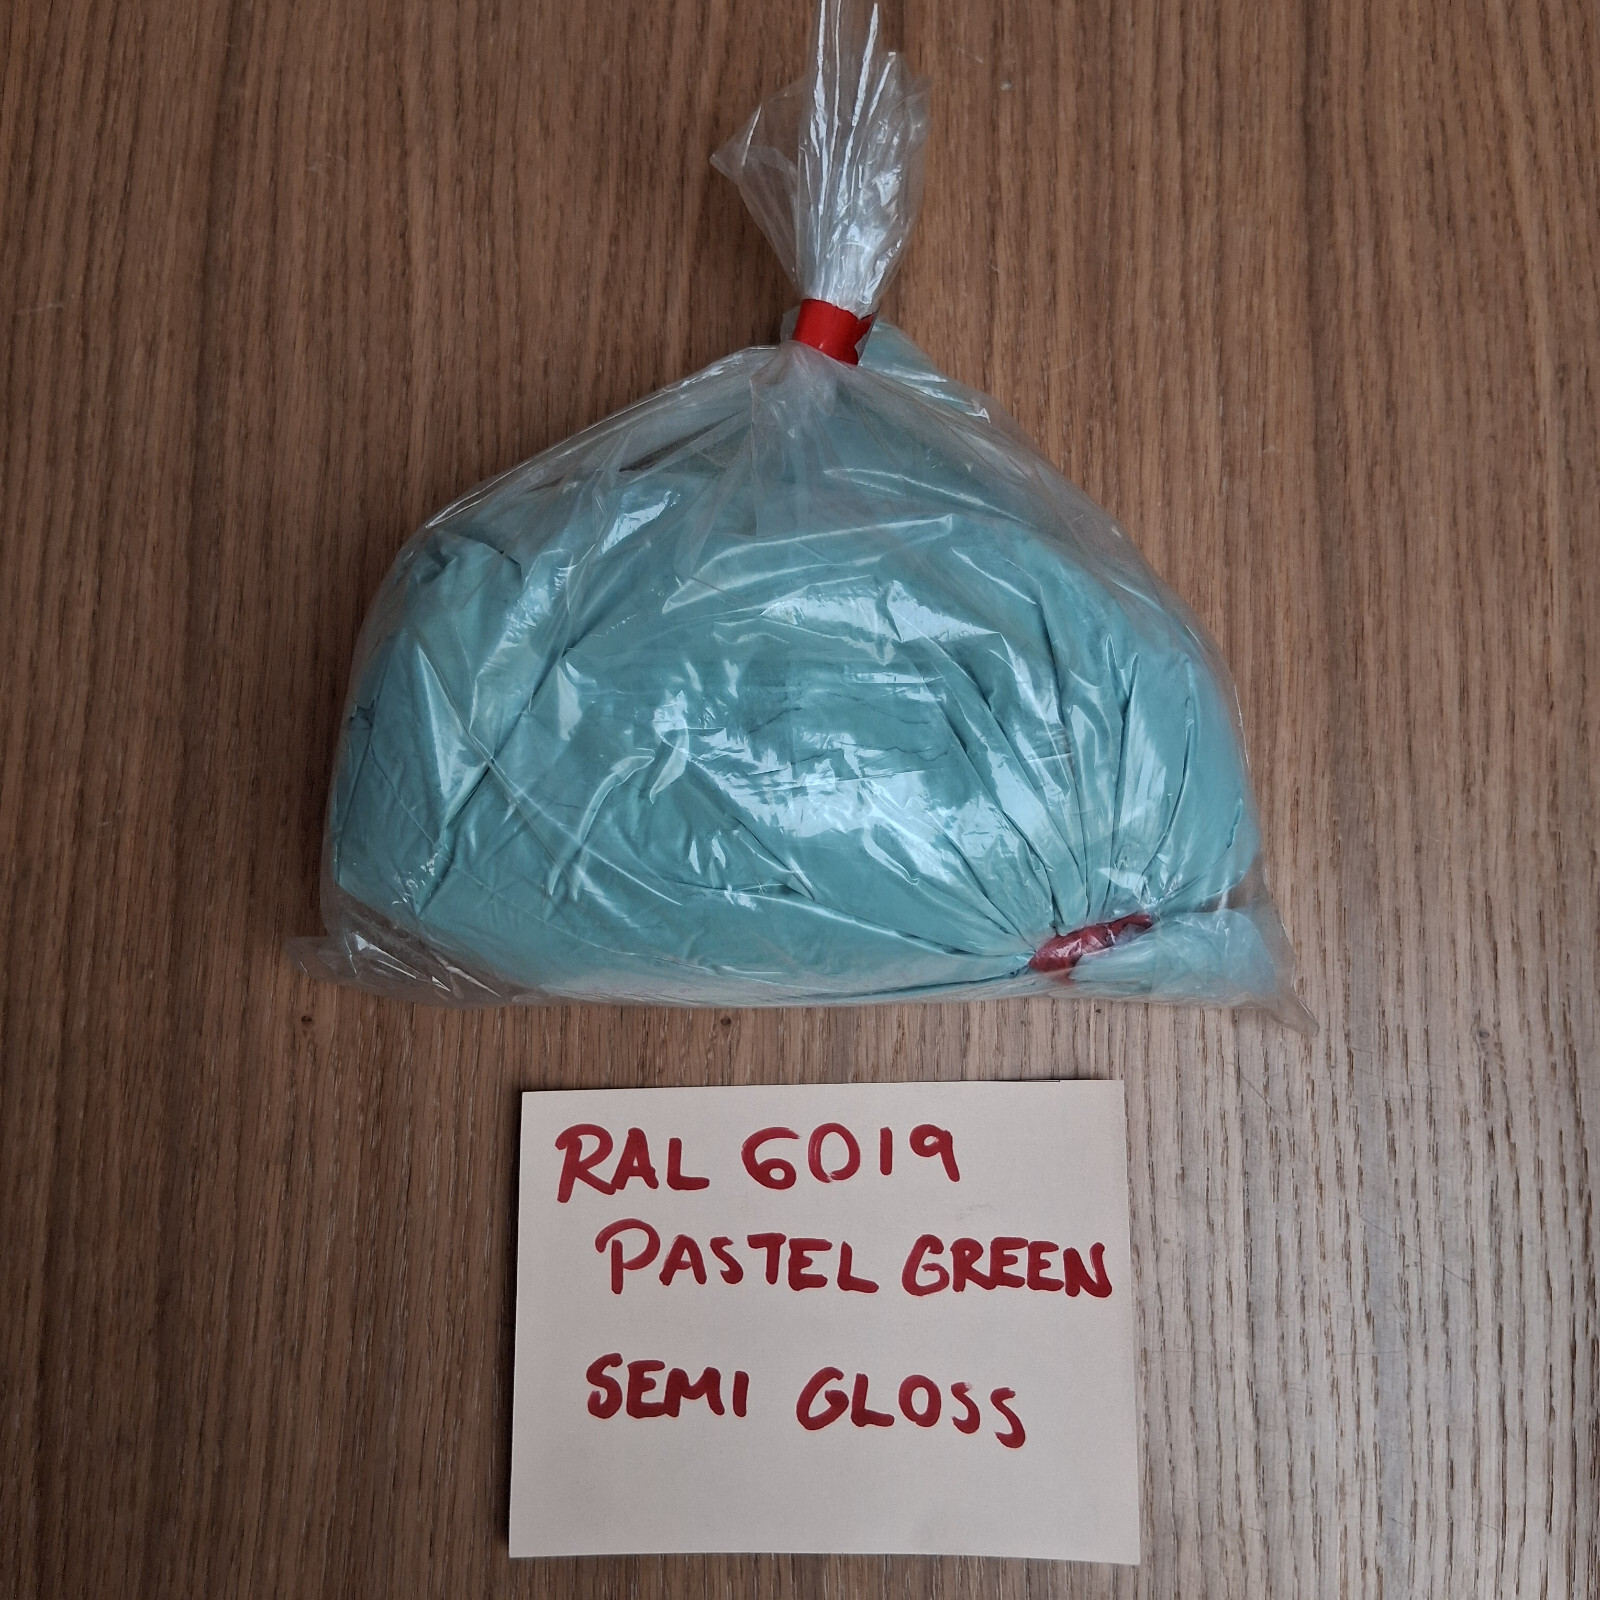 RAL 6019
PASTEL GREEN
SEMI GLOSS